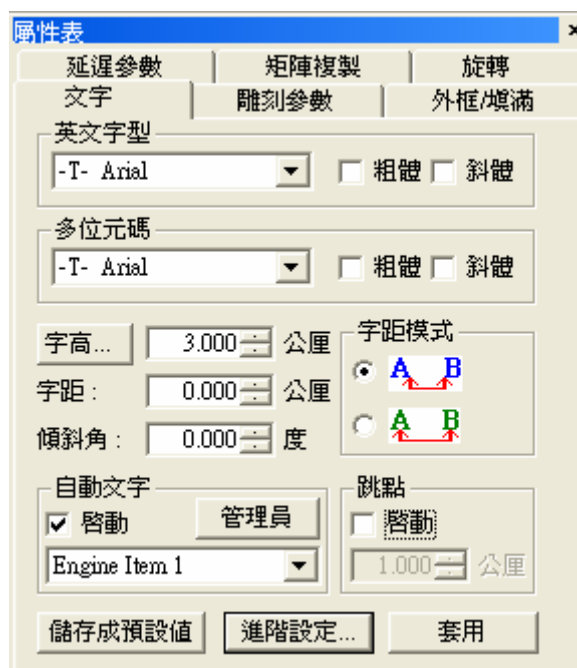 屬性表
延遲參數 矩陣複製 旋轉
文字 雕刻參數 外框/填滿
英文字型
-T- Arial 粗體 斜體
多位元碼
-T- Arial 粗體 斜體
字高... 3.000 公厘
字距： 0.000 公厘
傾斜角： 0.000 度
字距模式
A B
A B
自動文字
啓動 管理員
Engine Item 1
跳點
啓動
1.000 公厘
儲存成預設值 進階設定... 套用